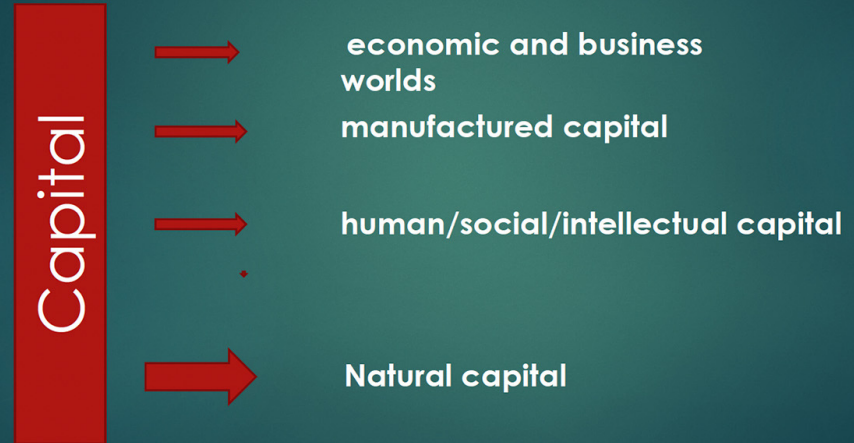 Capital
economic and business
worlds
manufactured capital
human/social/intellectual capital
Natural capital